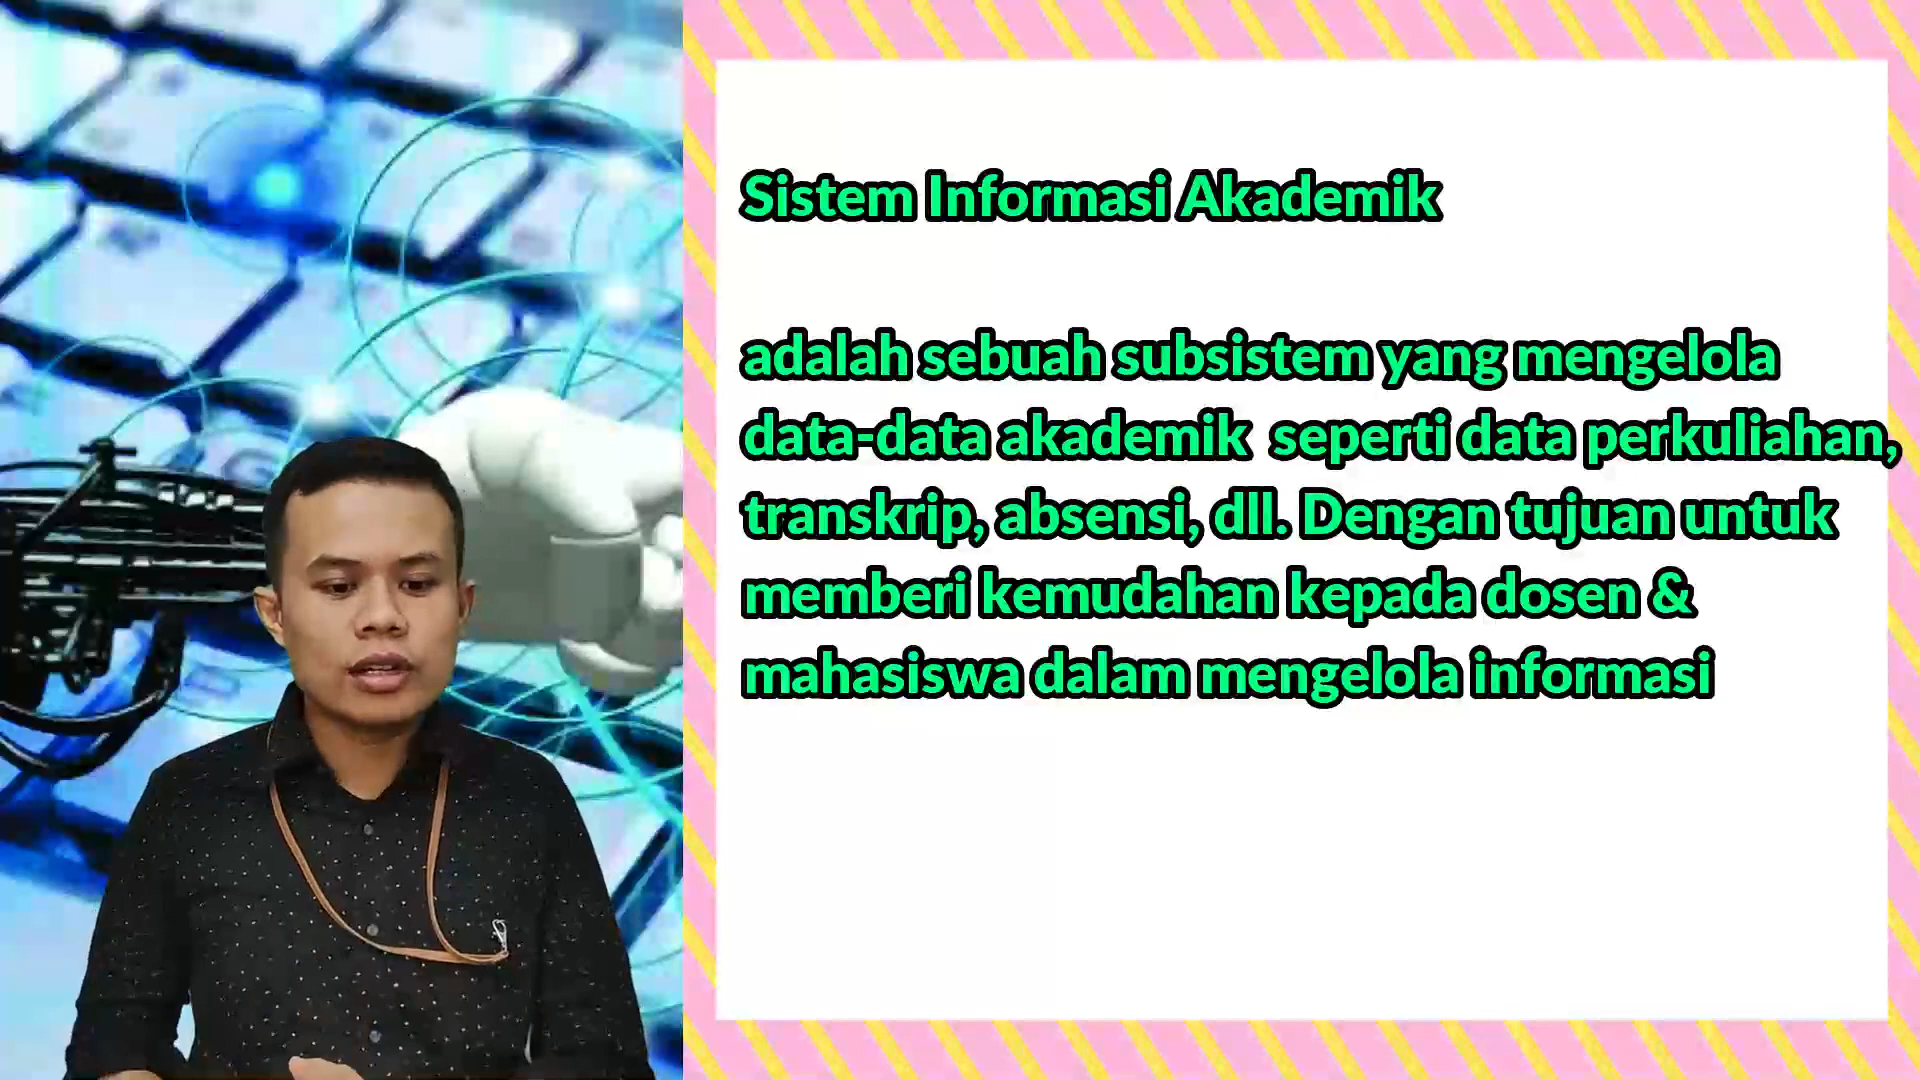 Sistem Informasi Akademik
adalah sebuah subsistem yang mengelola
data-data akademik seperti data perkuliahan,
transkrip, absensi, dll. Dengan tujuan untuk
memberi kemudahan kepada dosen &
mahasiswa dalam mengelola informasi